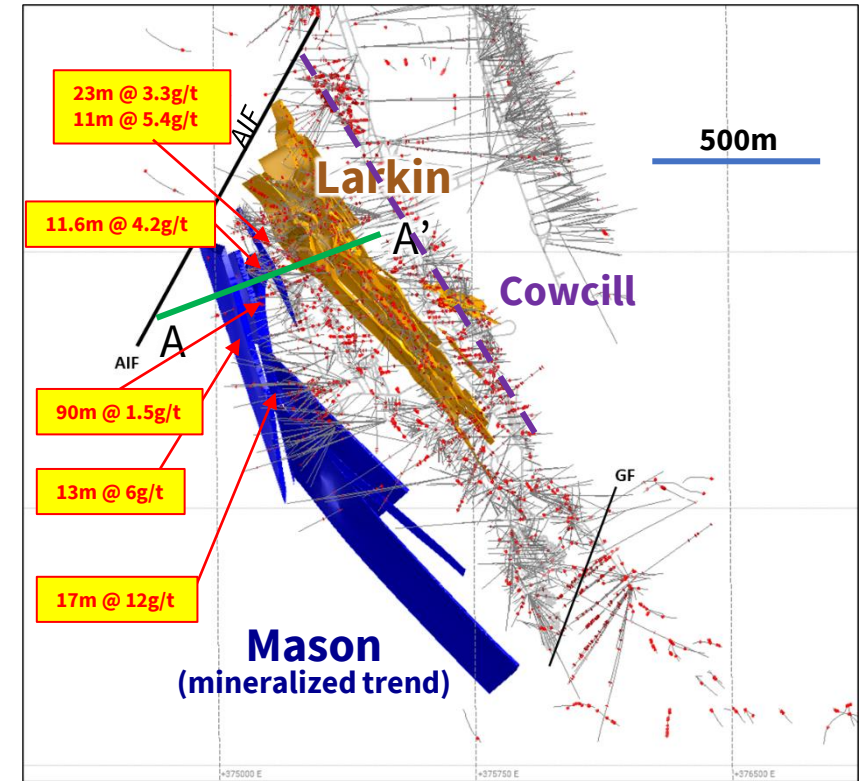 23m @ 3.3g/t
11m @ 5.4g/t
AIF
500m
Larkin
11.6m @ 4.2g/t
A’
Cowcill
A
AIF
90m @ 1.5g/t
GF
13m @ 6g/t
17m @ 12g/t
Mason
(mineralized trend)
+375000 E
+375750 E
+376500 E